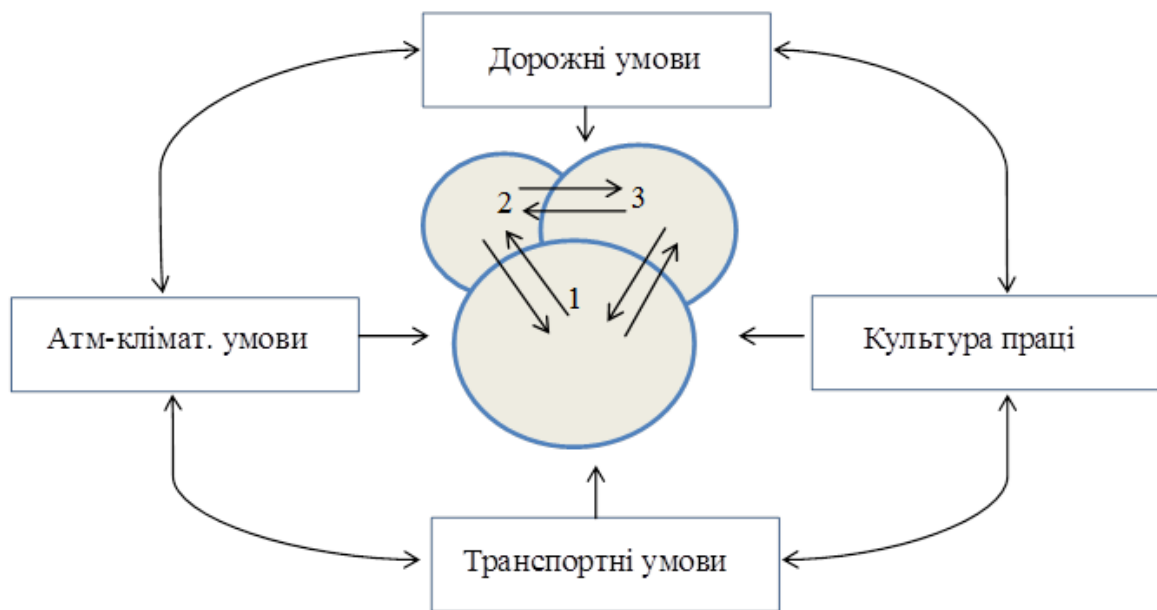 Дорожні умови
2
3
1
Атм-клімат. умови
Культура праці
Транспортні умови